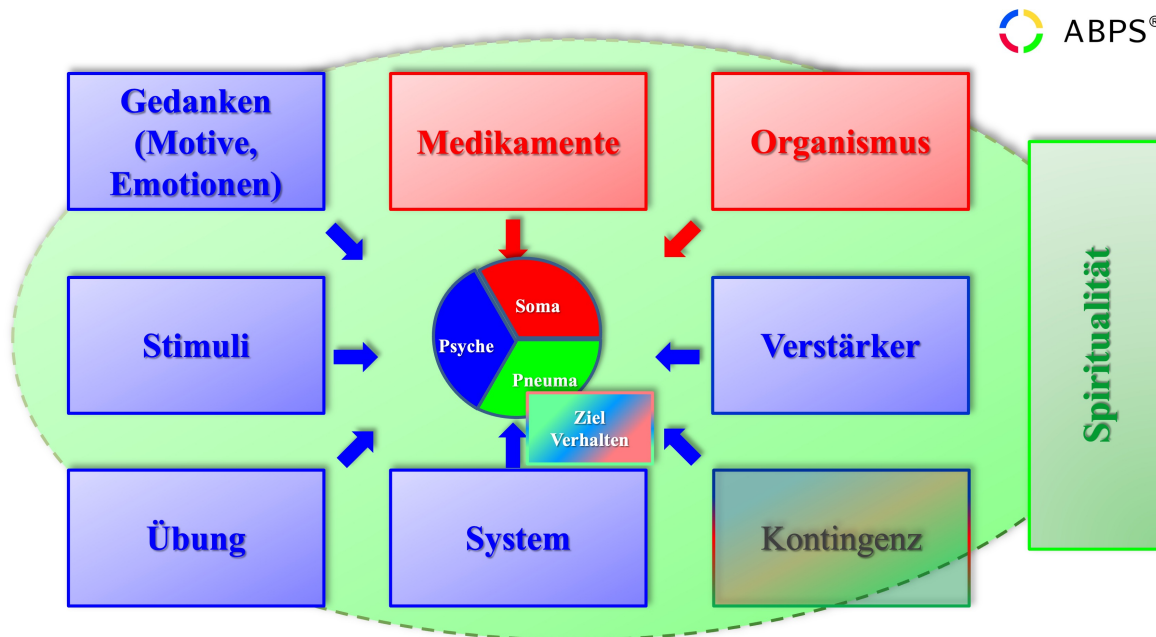 ABPS®
Gedanken
(Motive,
Emotionen)
Medikamente
Organismus
Spiritualität
Stimuli
Soma
Psyche
Pneuma
Verstärker
Ziel
Verhalten
Übung
System
Kontingenz